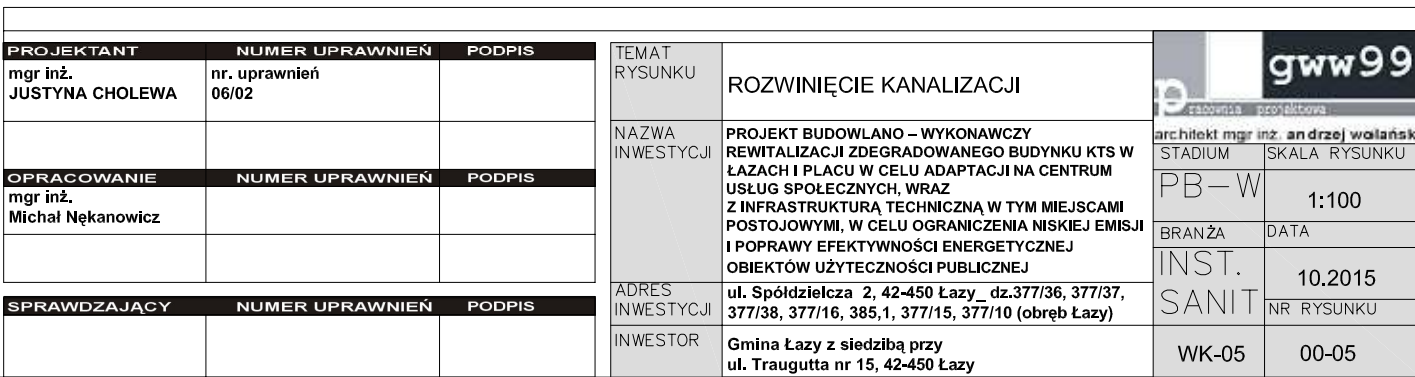 PROJEKTANT NUMER UPRAWNIEŃ PODPIS
mgr inż. nr. uprawnień
JUSTYNA CHOLEWA 06/02
OPRACOWANIE NUMER UPRAWNIEŃ PODPIS
mgr inż.
Michał Nękanowicz
SPRAWDZAJĄCY NUMER UPRAWNIEŃ PODPIS
TEMAT
RYSUNKU
ROZWINIĘCIE KANALIZACJI
NAZWA
INWESTYCJI
PROJEKT BUDOWLANO – WYKONAWCZY
REWITALIZACJI ZDEGRADOWANEGO BUDYNKU KTS W
ŁAZACH I PLACU W CELU ADAPTACJI NA CENTRUM
USŁUG SPOŁECZNYCH, WRAZ
Z INFRASTRUKTURĄ TECHNICZNĄ W TYM MIEJSCAMI
POSTOJOWYMI, W CELU OGRANICZENIA NISKIEJ EMISJI
I POPRAWY EFEKTYWNOŚCI ENERGETYCZNEJ
OBIEKTÓW UŻYTECZNOŚCI PUBLICZNEJ
ADRES
INWESTYCJI
ul. Spółdzielcza 2, 42-450 Łazy_ dz.377/36, 377/37,
377/38, 377/16, 385,1, 377/15, 377/10 (obręb Łazy)
INWESTOR
Gmina Łazy z siedzibą przy
ul. Traugutta nr 15, 42-450 Łazy
gww99
pracownia projektowa
architekt mgr inż. andrzej wolańsk
STADIUM SKALA RYSUNKU
PB-W 1:100
BRANŻA DATA
INST.
SANIT
10.2015
NR RYSUNKU
WK-05 00-05